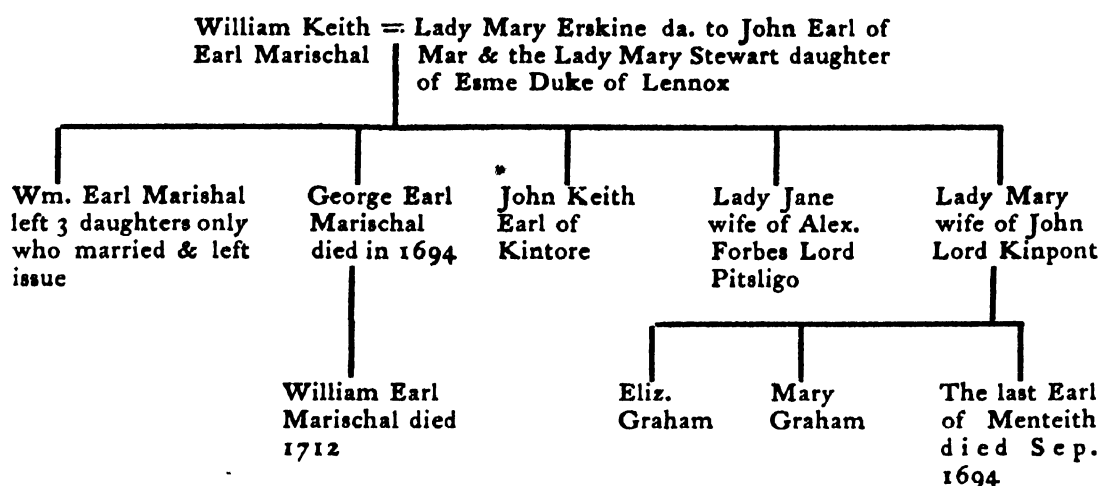 William Keith = Lady Mary Erskine da. to John Earl of
Earl Marischal Mar & the Lady Mary Stewart daughter
of Esme Duke of Lennox
Wm. Earl Marishal
left 3 daughters only
who married & left
issue
George Earl
Marischal
died in 1694
John Keith
Earl of
Kintore
Lady Jane
wife of Alex.
Forbes Lord
Pitsligo
Lady Mary
wife of John
Lord Kinpont
William Earl
Marischal died
1712
Eliz.
Graham
Mary
Graham
The last Earl
of Menteith
died Sep.
1694